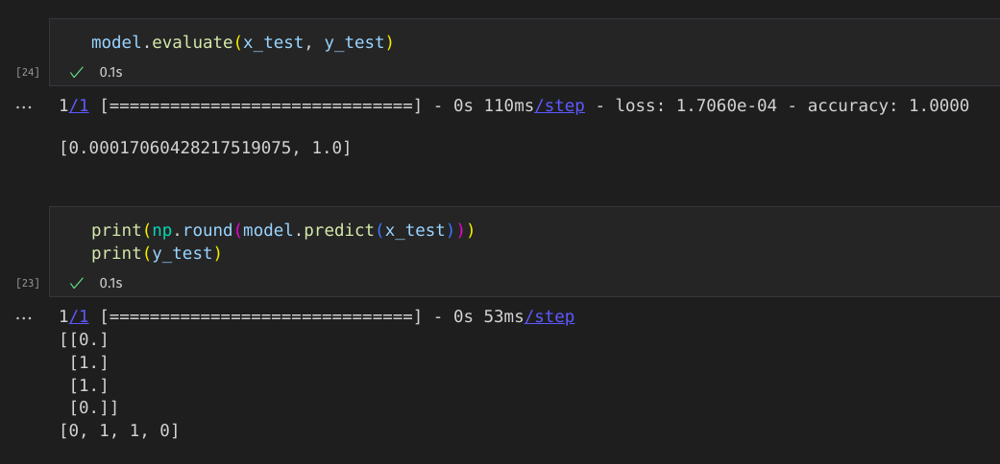 model.evaluate(x_test, y_test)
[24] ✓ 0.1s
... 1/1 [==============================] - 0s 110ms/step - loss: 1.7060e-04 - accuracy: 1.0000
[0.00017060428217519075, 1.0]
print(np.round(model.predict(x_test)))
print(y_test)
[23] ✓ 0.1s
... 1/1 [==============================] - 0s 53ms/step
[[0.]
[1.]
[1.]
[0.]]
[0, 1, 1, 0]